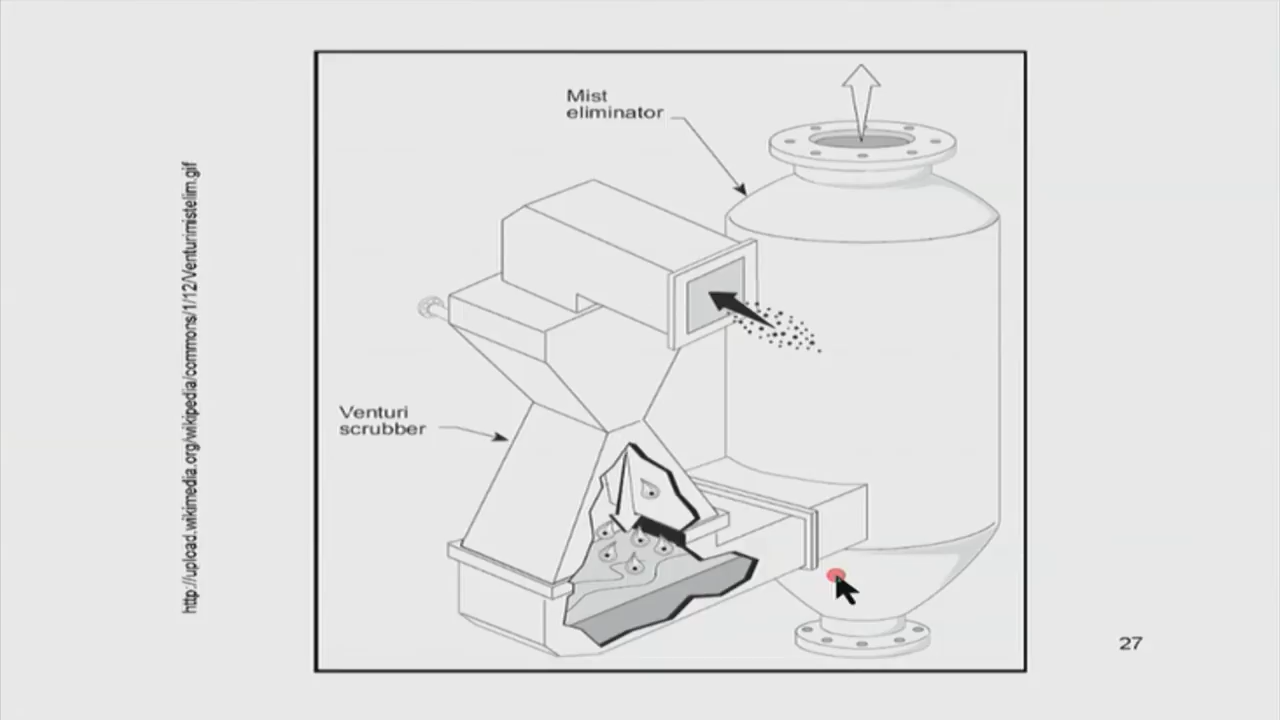 Mist
eliminator
Venturi
scrubber
http://upload.wikimedia.org/wikipedia/commons/1/12/Venturimistelim.gif
27